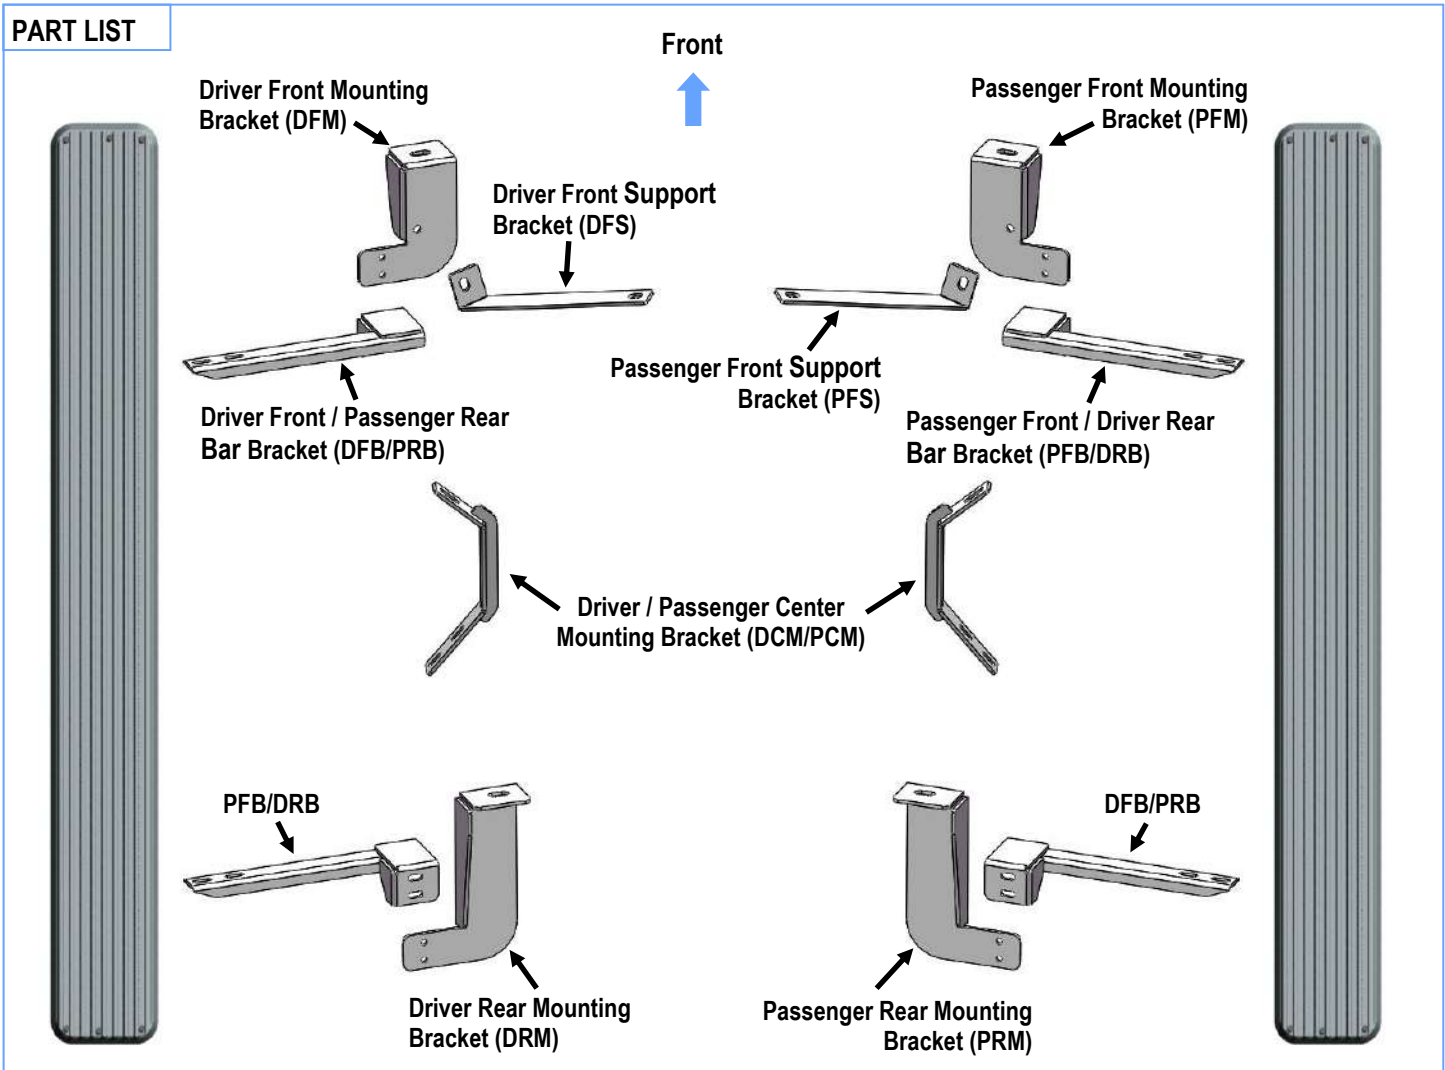 PART LIST
Front
Driver Front Mounting
Bracket (DFM)
Passenger Front Mounting
Bracket (PFM)
Driver Front Support
Bracket (DFS)
Passenger Front Support
Bracket (PFS)
Driver Front / Passenger Rear
Bar Bracket (DFB/PRB)
Passenger Front / Driver Rear
Bar Bracket (PFB/DRB)
Driver / Passenger Center
Mounting Bracket (DCM/PCM)
PFB/DRB
DFB/PRB
Driver Rear Mounting
Bracket (DRM)
Passenger Rear Mounting
Bracket (PRM)